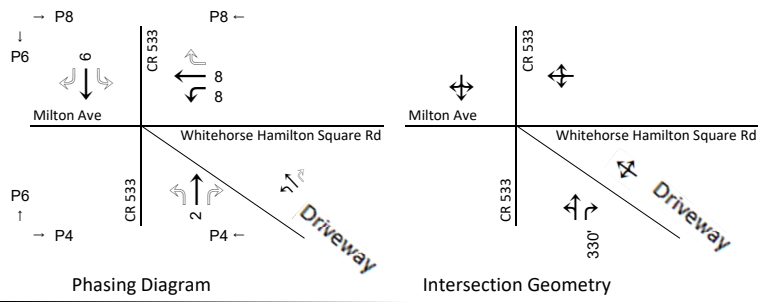 → P8
P8 ←
↓
P6
6
CR 533
8
8
Milton Ave
Whitehorse Hamilton Square Rd
P6
↑
CR 533
2
Driveway
→ P4
P4 ←
Phasing Diagram
CR 533
Milton Ave
Whitehorse Hamilton Square Rd
CR 533
330'
Driveway
Intersection Geometry